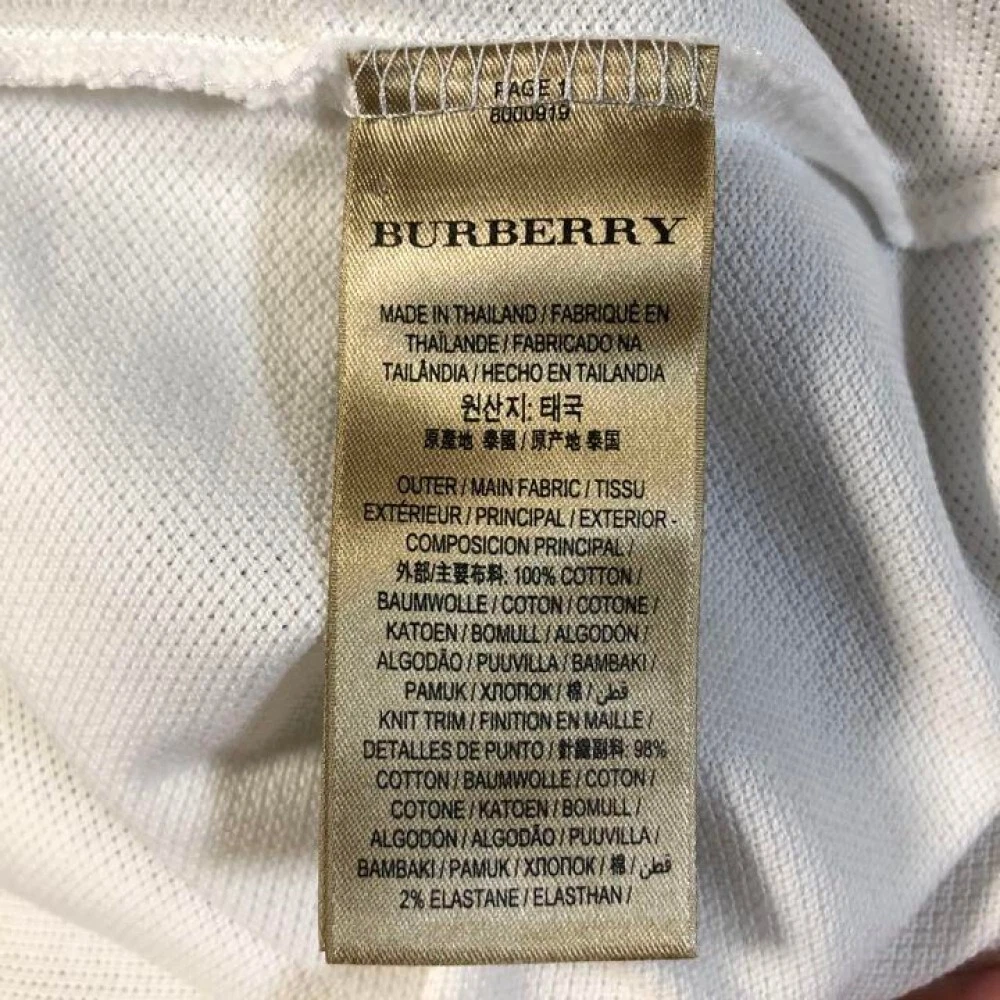 PAGE 1
8000919
BURBERRY
MADE IN THAILAND / FABRIQUÉ EN
THAÏLANDE / FABRICADO NA
TAILÂNDIA / HECHO EN TAILANDIA
원산지: 태국
原產地 泰國 / 原产地 泰国
OUTER / MAIN FABRIC / TISSU
EXTÉRIEUR / PRINCIPAL / EXTERIOR -
COMPOSICION PRINCIPAL /
外部/主要布料: 100% COTTON /
BAUMWOLLE / COTON / COTONE /
KATOEN / BOMULL / ALGODÓN /
ALGODÃO / PUUVILLA / BAMBAKI /
PAMUK / ХЛОПОК / 棉 / قطن
KNIT TRIM / FINITION EN MAILLE /
DETALLES DE PUNTO / 針織副料: 98%
COTTON / BAUMWOLLE / COTON /
COTONE / KATOEN / BOMULL /
ALGODÓN / ALGODÃO / PUUVILLA /
BAMBAKI / PAMUK / ХЛОПОК / 棉 / قطن
2% ELASTANE / ELASTHAN /